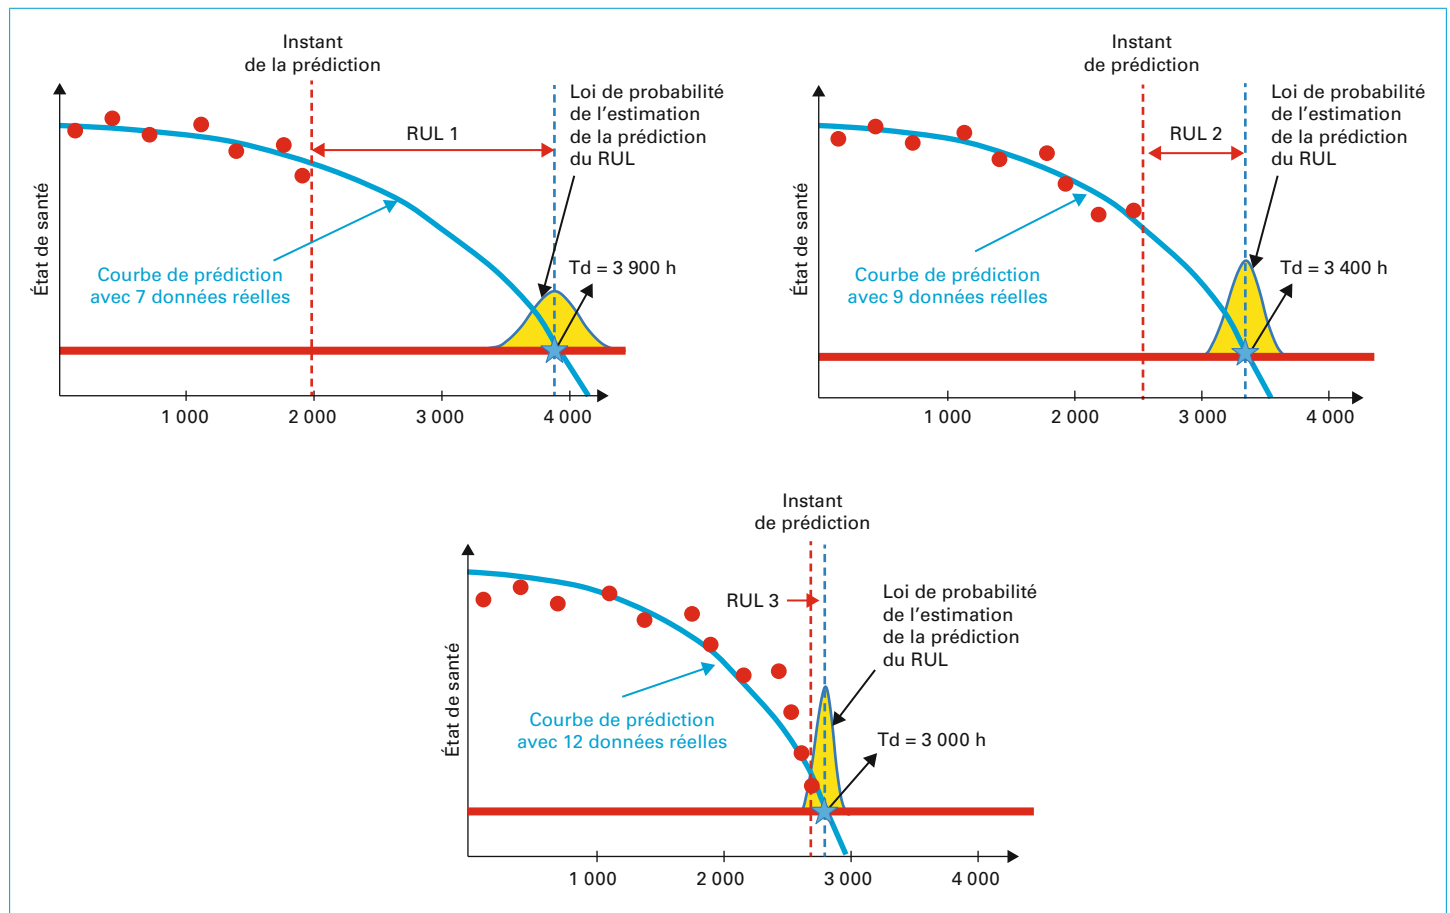 Instant
de la prédiction
Loi de probabilité
de l'estimation
de la prédiction
du RUL
RUL 1
État de santé
Courbe de prédiction
avec 7 données réelles
Td = 3 900 h
1 000
2 000
3 000
4 000
Instant
de prédiction
Loi de probabilité
de l'estimation
de la prédiction
du RUL
RUL 2
État de santé
Courbe de prédiction
avec 9 données réelles
Td = 3 400 h
1 000
2 000
3 000
4 000
Instant
de prédiction
RUL 3
Loi de probabilité
de l'estimation
de la prédiction
du RUL
État de santé
Courbe de prédiction
avec 12 données réelles
Td = 3 000 h
1 000
2 000
3 000
4 000